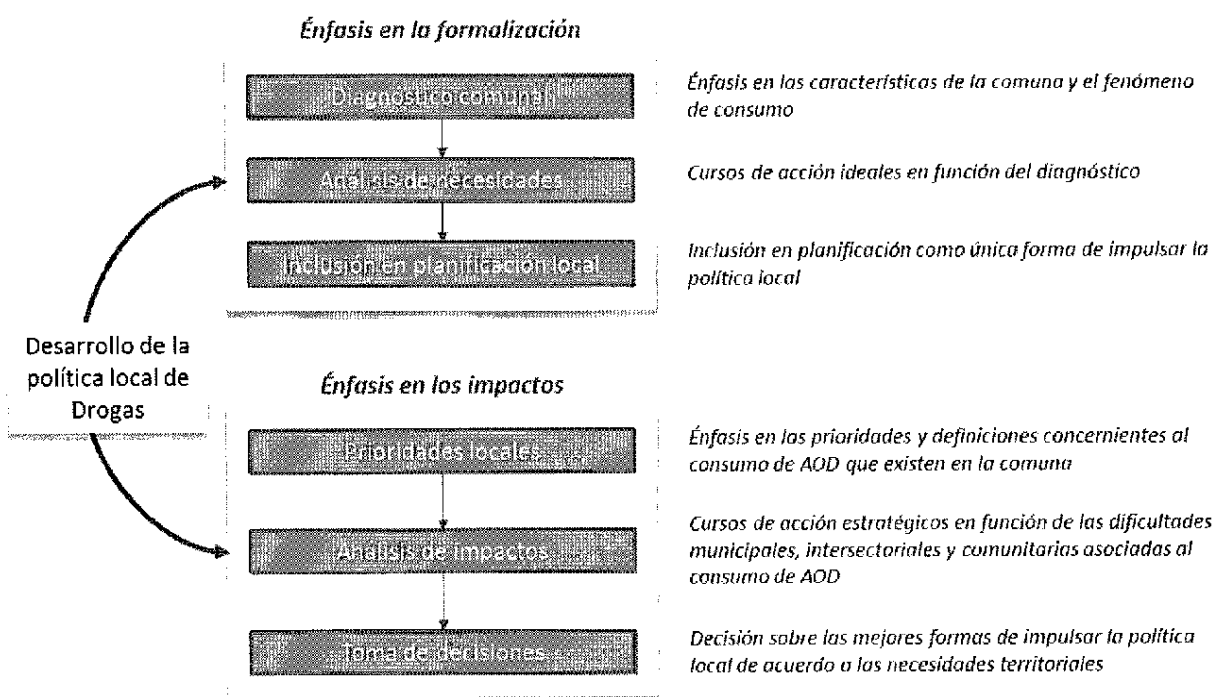 Énfasis en la formalización
Diagnóstico comunal
Énfasis en las características de la comuna y el fenómeno
de consumo
Análisis de necesidades
Cursos de acción ideales en función del diagnóstico
Inclusión en planificación local
Inclusión en planificación como única forma de impulsar la
política local
Desarrollo de la
política local de
Drogas
Énfasis en los impactos
Prioridades locales
Énfasis en las prioridades y definiciones concernientes al
consumo de AOD que existen en la comuna
Análisis de impactos
Cursos de acción estratégicos en función de las dificultades
municipales, intersectoriales y comunitarias asociadas al
consumo de AOD
Toma de decisiones
Decisión sobre las mejores formas de impulsar la política
local de acuerdo a las necesidades territoriales